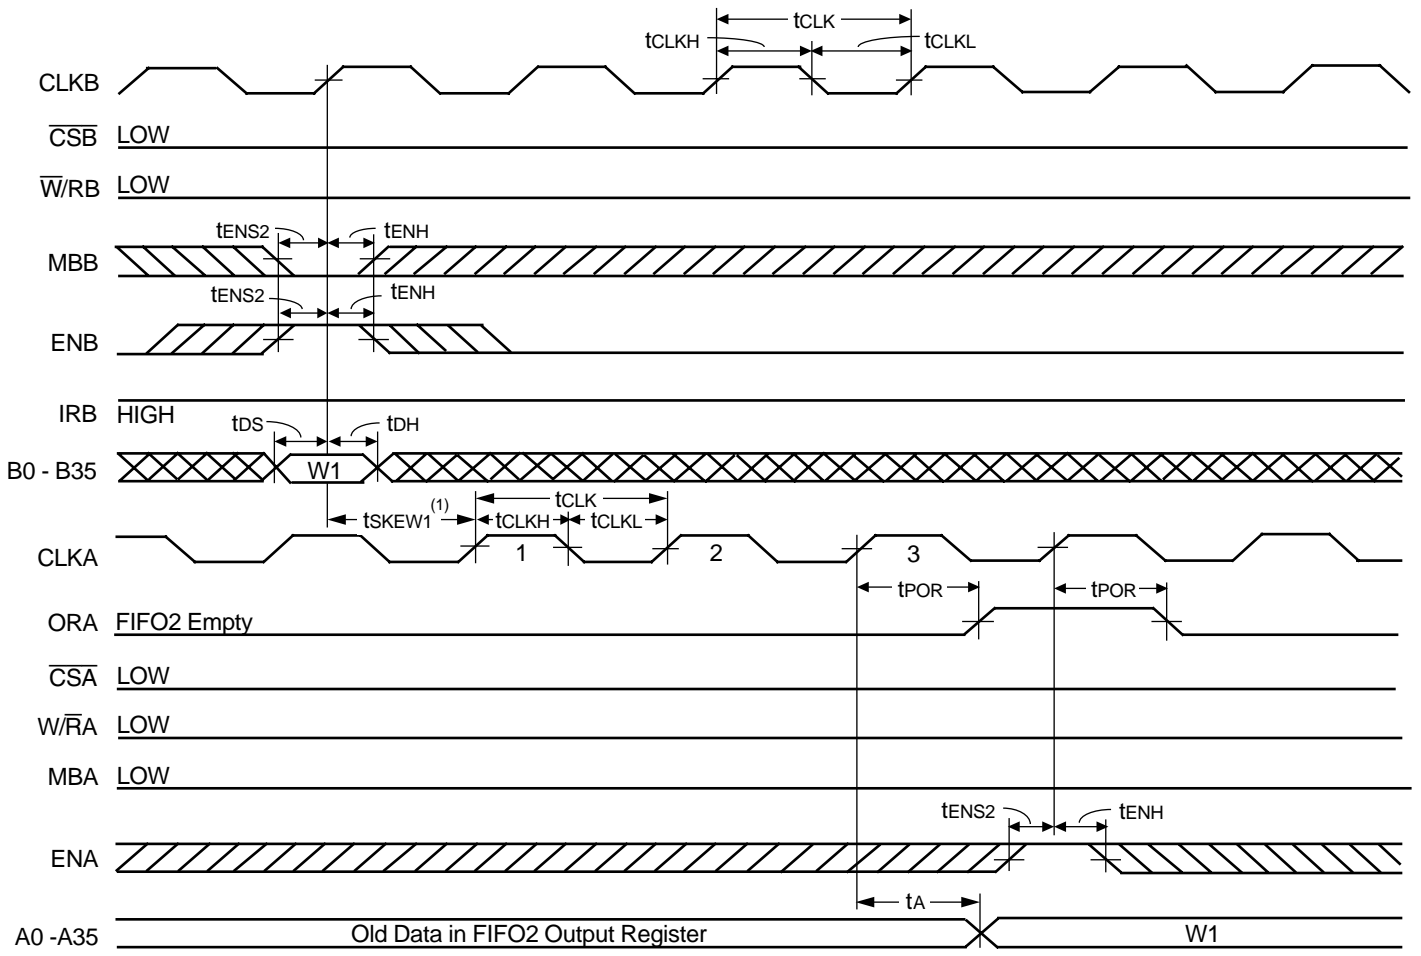 tCLK
tCLKH
tCLKL
CLKB
CSB LOW
W/RB LOW
tENS2
tENH
MBB
tENS2
tENH
ENB
IRB HIGH
tDS
tDH
B0 - B35
W1
tCLK
tSKEW1(1)
tCLKH
tCLKL
CLKA
1
2
3
tPOR
tPOR
ORA FIFO2 Empty
CSA LOW
W/RA LOW
MBA LOW
tENS2
tENH
ENA
tA
A0 -A35
Old Data in FIFO2 Output Register
W1